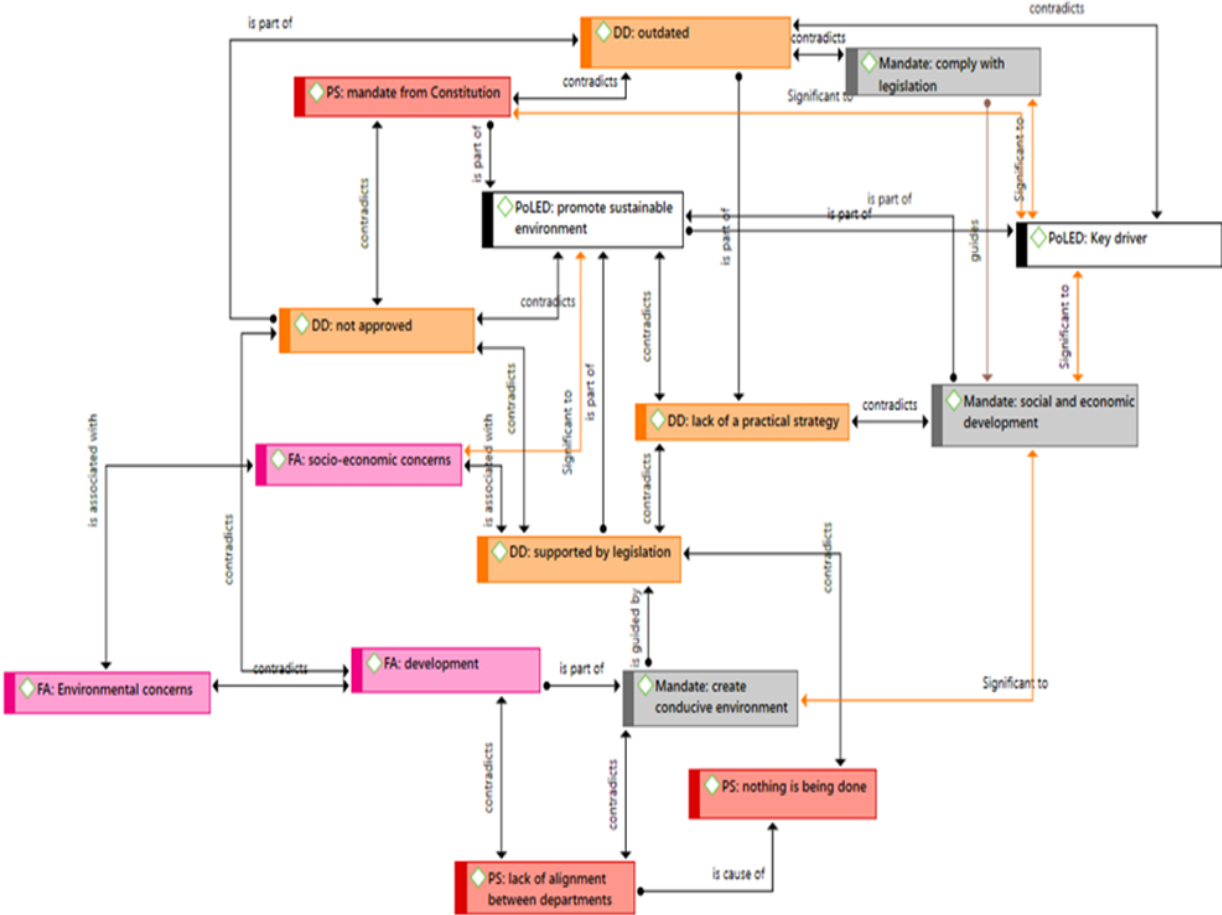 contradicts
is part of
DD: outdated
contradicts
Mandate: comply with
legislation
PS: mandate from Constitution
contradicts
Significant to
is part of
Significant to
contradicts
PoLED: promote sustainable
environment
is part of
is part of
is part of
guides
PoLED: Key driver
contradicts
DD: not approved
contradicts
Significant to
contradicts
Significant to
is part of
DD: lack of a practical strategy
contradicts
Mandate: social and economic
development
is associated with
FA: socio-economic concerns
is associated with
contradicts
contradicts
DD: supported by legislation
contradicts
is guided by
FA: development
is part of
contradicts
FA: Environmental concerns
Mandate: create
conducive environment
Significant to
contradicts
contradicts
PS: nothing is being done
PS: lack of alignment
between departments
is cause of